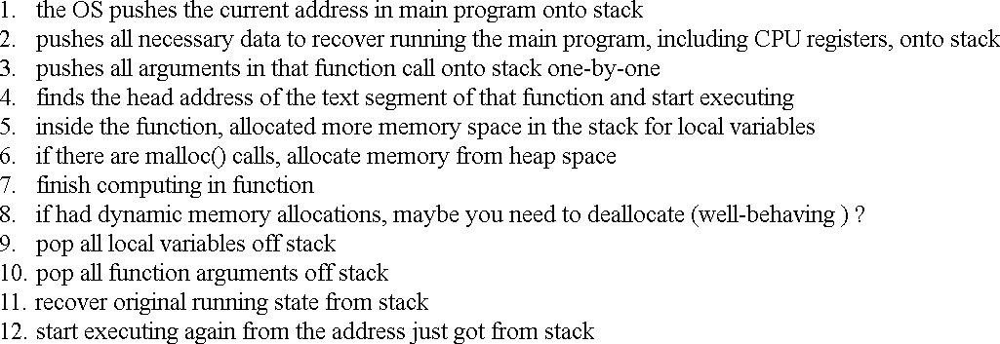 1. the OS pushes the current address in main program onto stack
2. pushes all necessary data to recover running the main program, including CPU registers, onto stack
3. pushes all arguments in that function call onto stack one-by-one
4. finds the head address of the text segment of that function and start executing
5. inside the function, allocated more memory space in the stack for local variables
6. if there are malloc() calls, allocate memory from heap space
7. finish computing in function
8. if had dynamic memory allocations, maybe you need to deallocate (well-behaving ) ?
9. pop all local variables off stack
10. pop all function arguments off stack
11. recover original running state from stack
12. start executing again from the address just got from stack